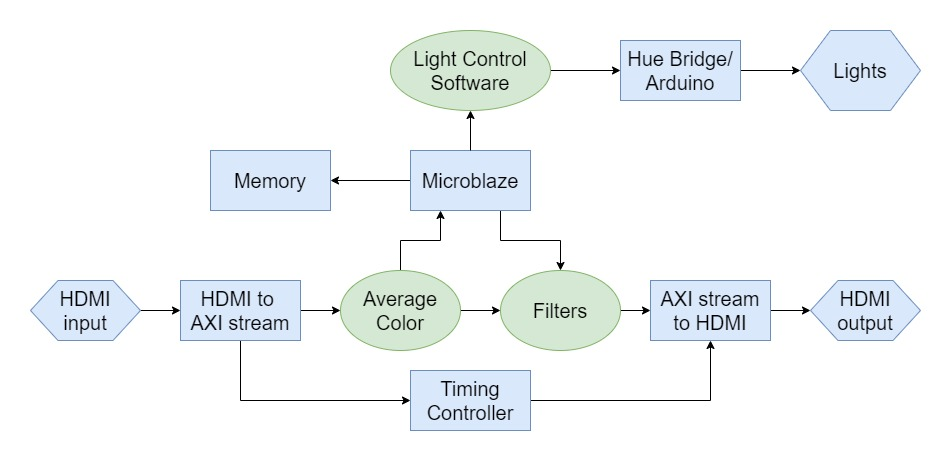 Light Control
Software
Hue Bridge/
Arduino
Lights
Memory
Microblaze
HDMI
input
HDMI to
AXI stream
Average
Color
Filters
AXI stream
to HDMI
HDMI
output
Timing
Controller